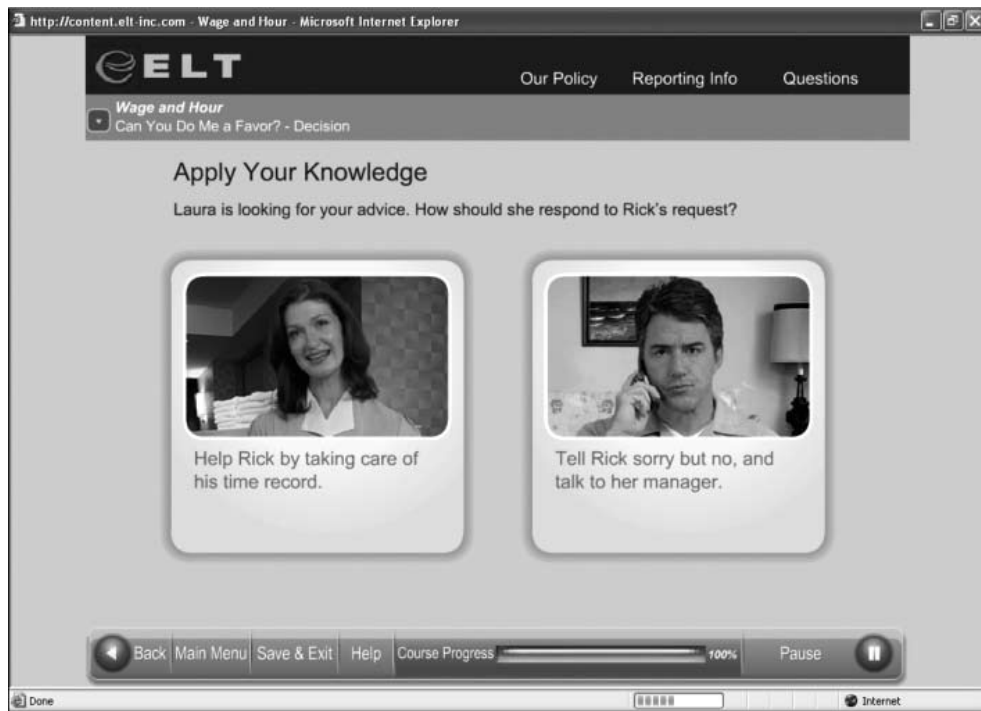 http://content.elt-inc.com - Wage and Hour - Microsoft Internet Explorer
ELT
Our Policy Reporting Info Questions
Wage and Hour
Can You Do Me a Favor? - Decision
Apply Your Knowledge
Laura is looking for your advice. How should she respond to Rick's request?
Help Rick by taking care of
his time record.
Tell Rick sorry but no, and
talk to her manager.
Back Main Menu Save & Exit Help Course Progress 100% Pause
Done Internet